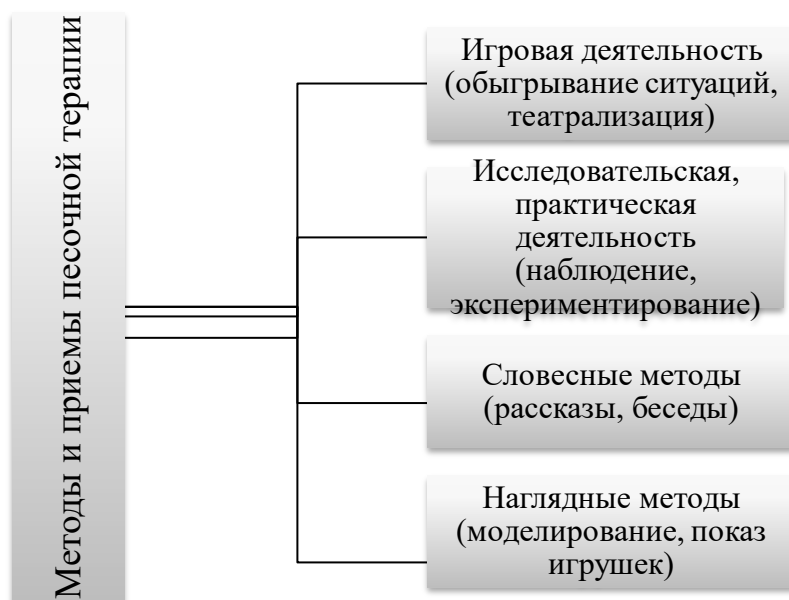 Методы и приемы песочной терапии
Игровая деятельность
(обыгрывание ситуаций,
театрализация)
Исследовательская,
практическая
деятельность
(наблюдение,
экспериментирование)
Словесные методы
(рассказы, беседы)
Наглядные методы
(моделирование, показ
игрушек)